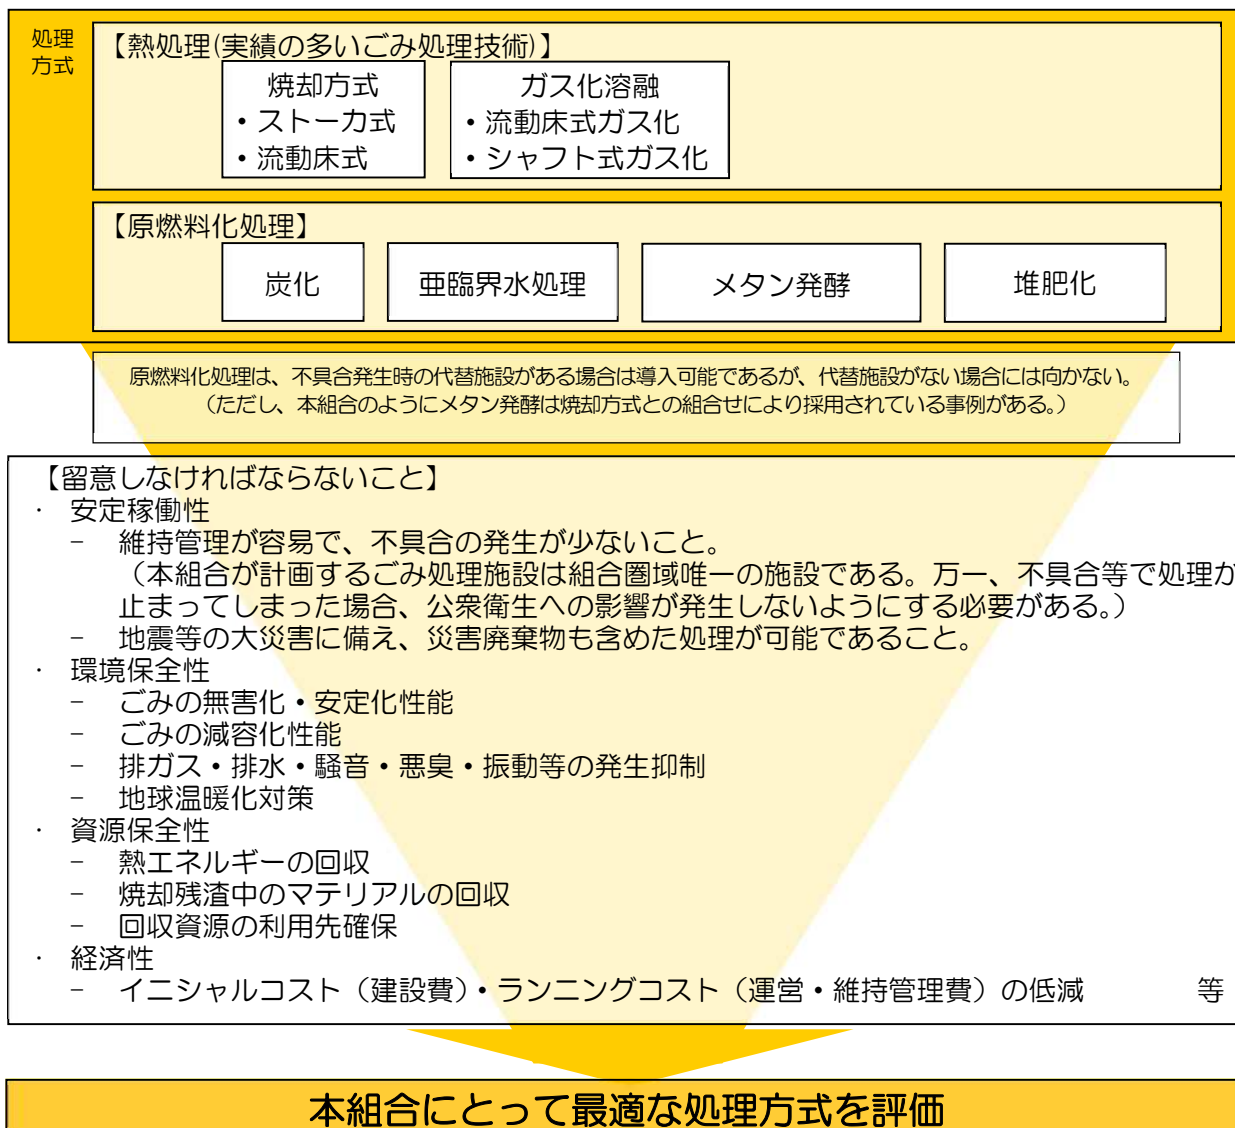 処理
方式
【熱処理(実績の多いごみ処理技術)】
焼却方式
・ストーカ式
・流動床式
ガス化溶融
・流動床式ガス化
・シャフト式ガス化
【原燃料化処理】
炭化
亜臨界水処理
メタン発酵
堆肥化
原燃料化処理は、不具合発生時の代替施設がある場合は導入可能であるが、代替施設がない場合には向かない。
（ただし、本組合のようにメタン発酵は焼却方式との組合せにより採用されている事例がある。）
【留意しなければならないこと】
・ 安定稼働性
－ 維持管理が容易で、不具合の発生が少ないこと。
（本組合が計画するごみ処理施設は組合圏域唯一の施設である。万一、不具合等で処理が
止まってしまった場合、公衆衛生への影響が発生しないようにする必要がある。）
－ 地震等の大災害に備え、災害廃棄物も含めた処理が可能であること。
・ 環境保全性
－ ごみの無害化・安定化性能
－ ごみの減容化性能
－ 排ガス・排水・騒音・悪臭・振動等の発生抑制
－ 地球温暖化対策
・ 資源保全性
－ 熱エネルギーの回収
－ 焼却残渣中のマテリアルの回収
－ 回収資源の利用先確保
・ 経済性
－ イニシャルコスト（建設費）・ランニングコスト（運営・維持管理費）の低減 等
本組合にとって最適な処理方式を評価